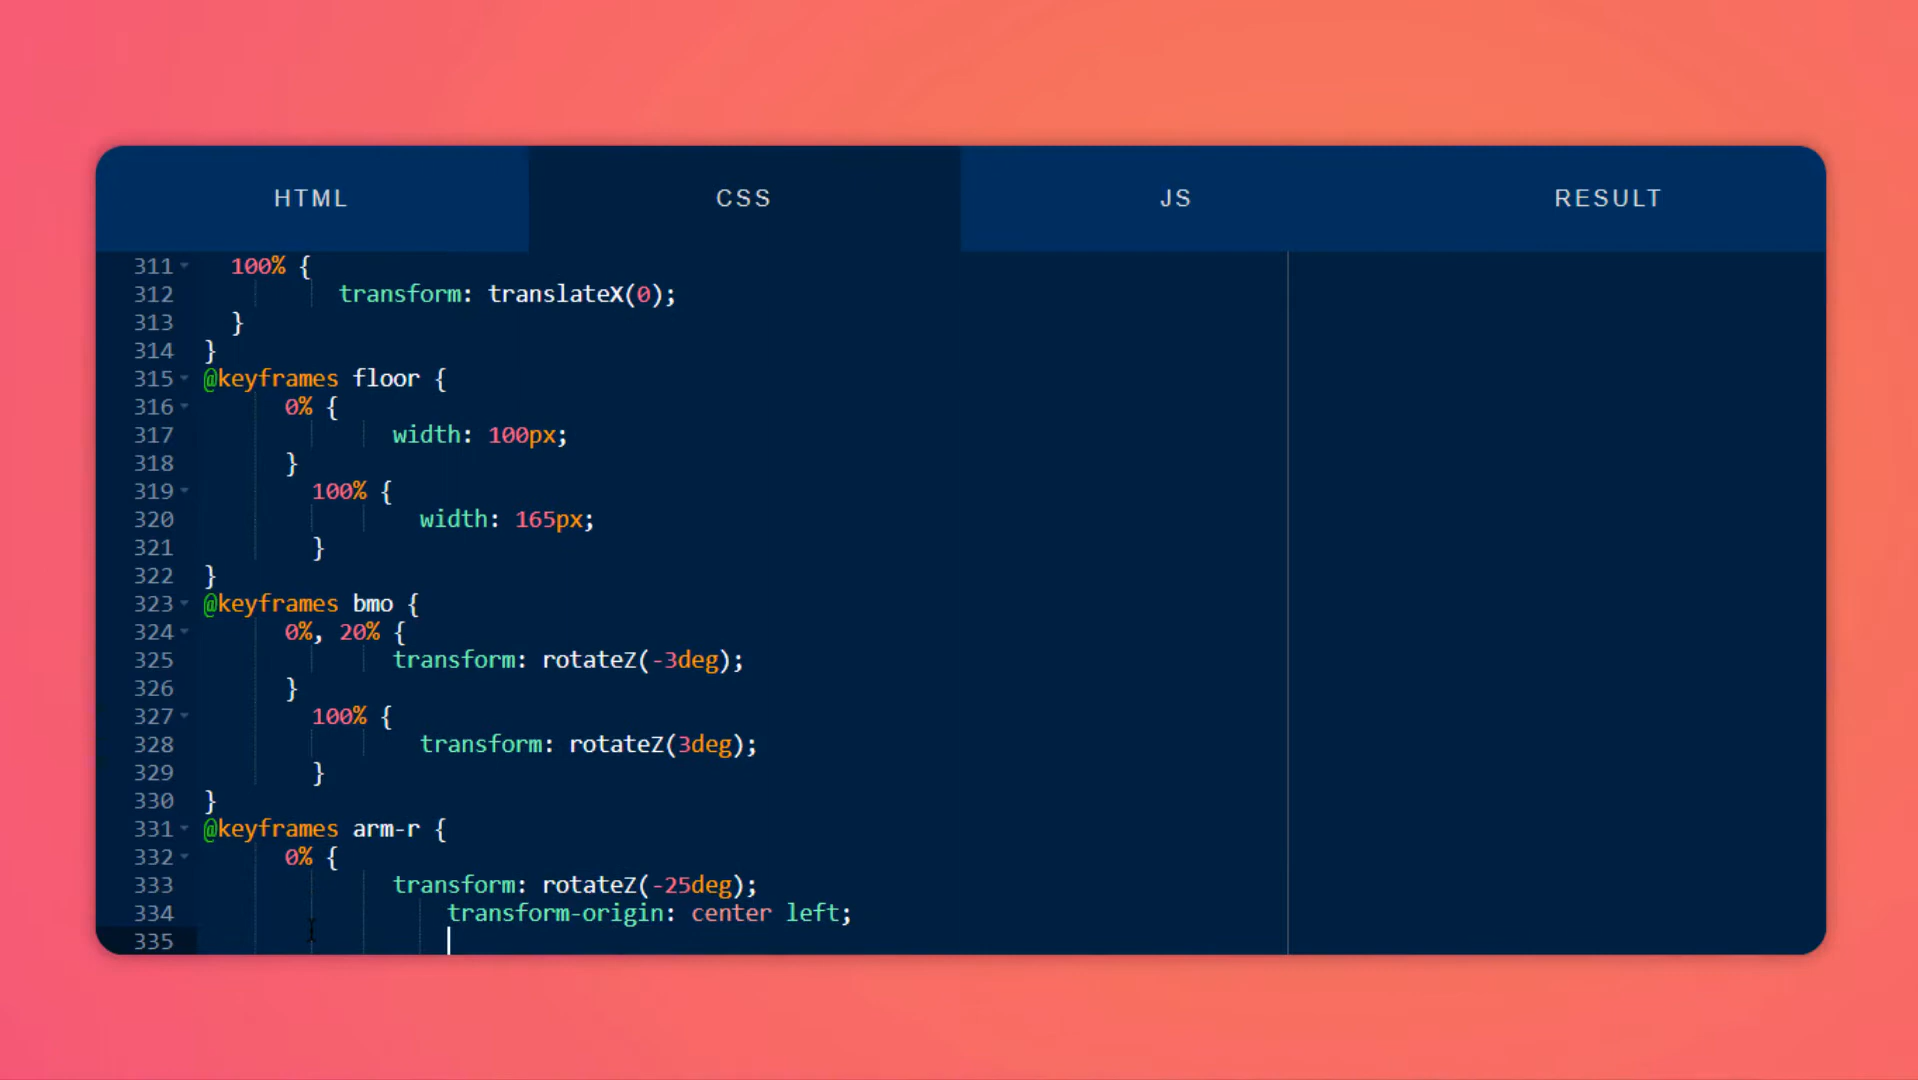 HTML CSS JS RESULT
311 100% {
312 transform: translateX(0);
313 }
314 }
315 @keyframes floor {
316 0% {
317 width: 100px;
318 }
319 100% {
320 width: 165px;
321 }
322 }
323 @keyframes bmo {
324 0%, 20% {
325 transform: rotateZ(-3deg);
326 }
327 100% {
328 transform: rotateZ(3deg);
329 }
330 }
331 @keyframes arm-r {
332 0% {
333 transform: rotateZ(-25deg);
334 transform-origin: center left;
335